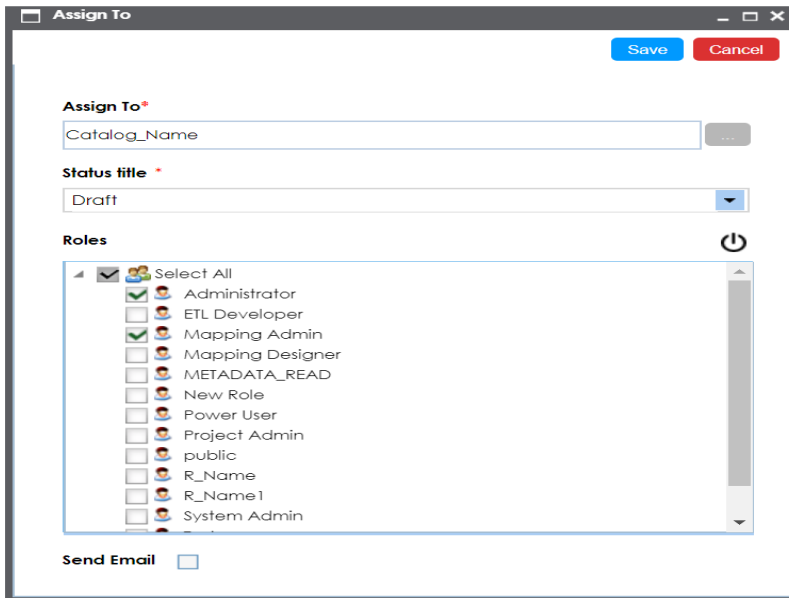 Assign To
Save Cancel
Assign To*
Catalog_Name
...
Status title *
Draft
Roles
Select All
Administrator
ETL Developer
Mapping Admin
Mapping Designer
METADATA_READ
New Role
Power User
Project Admin
public
R_Name
R_Name1
System Admin
Send Email